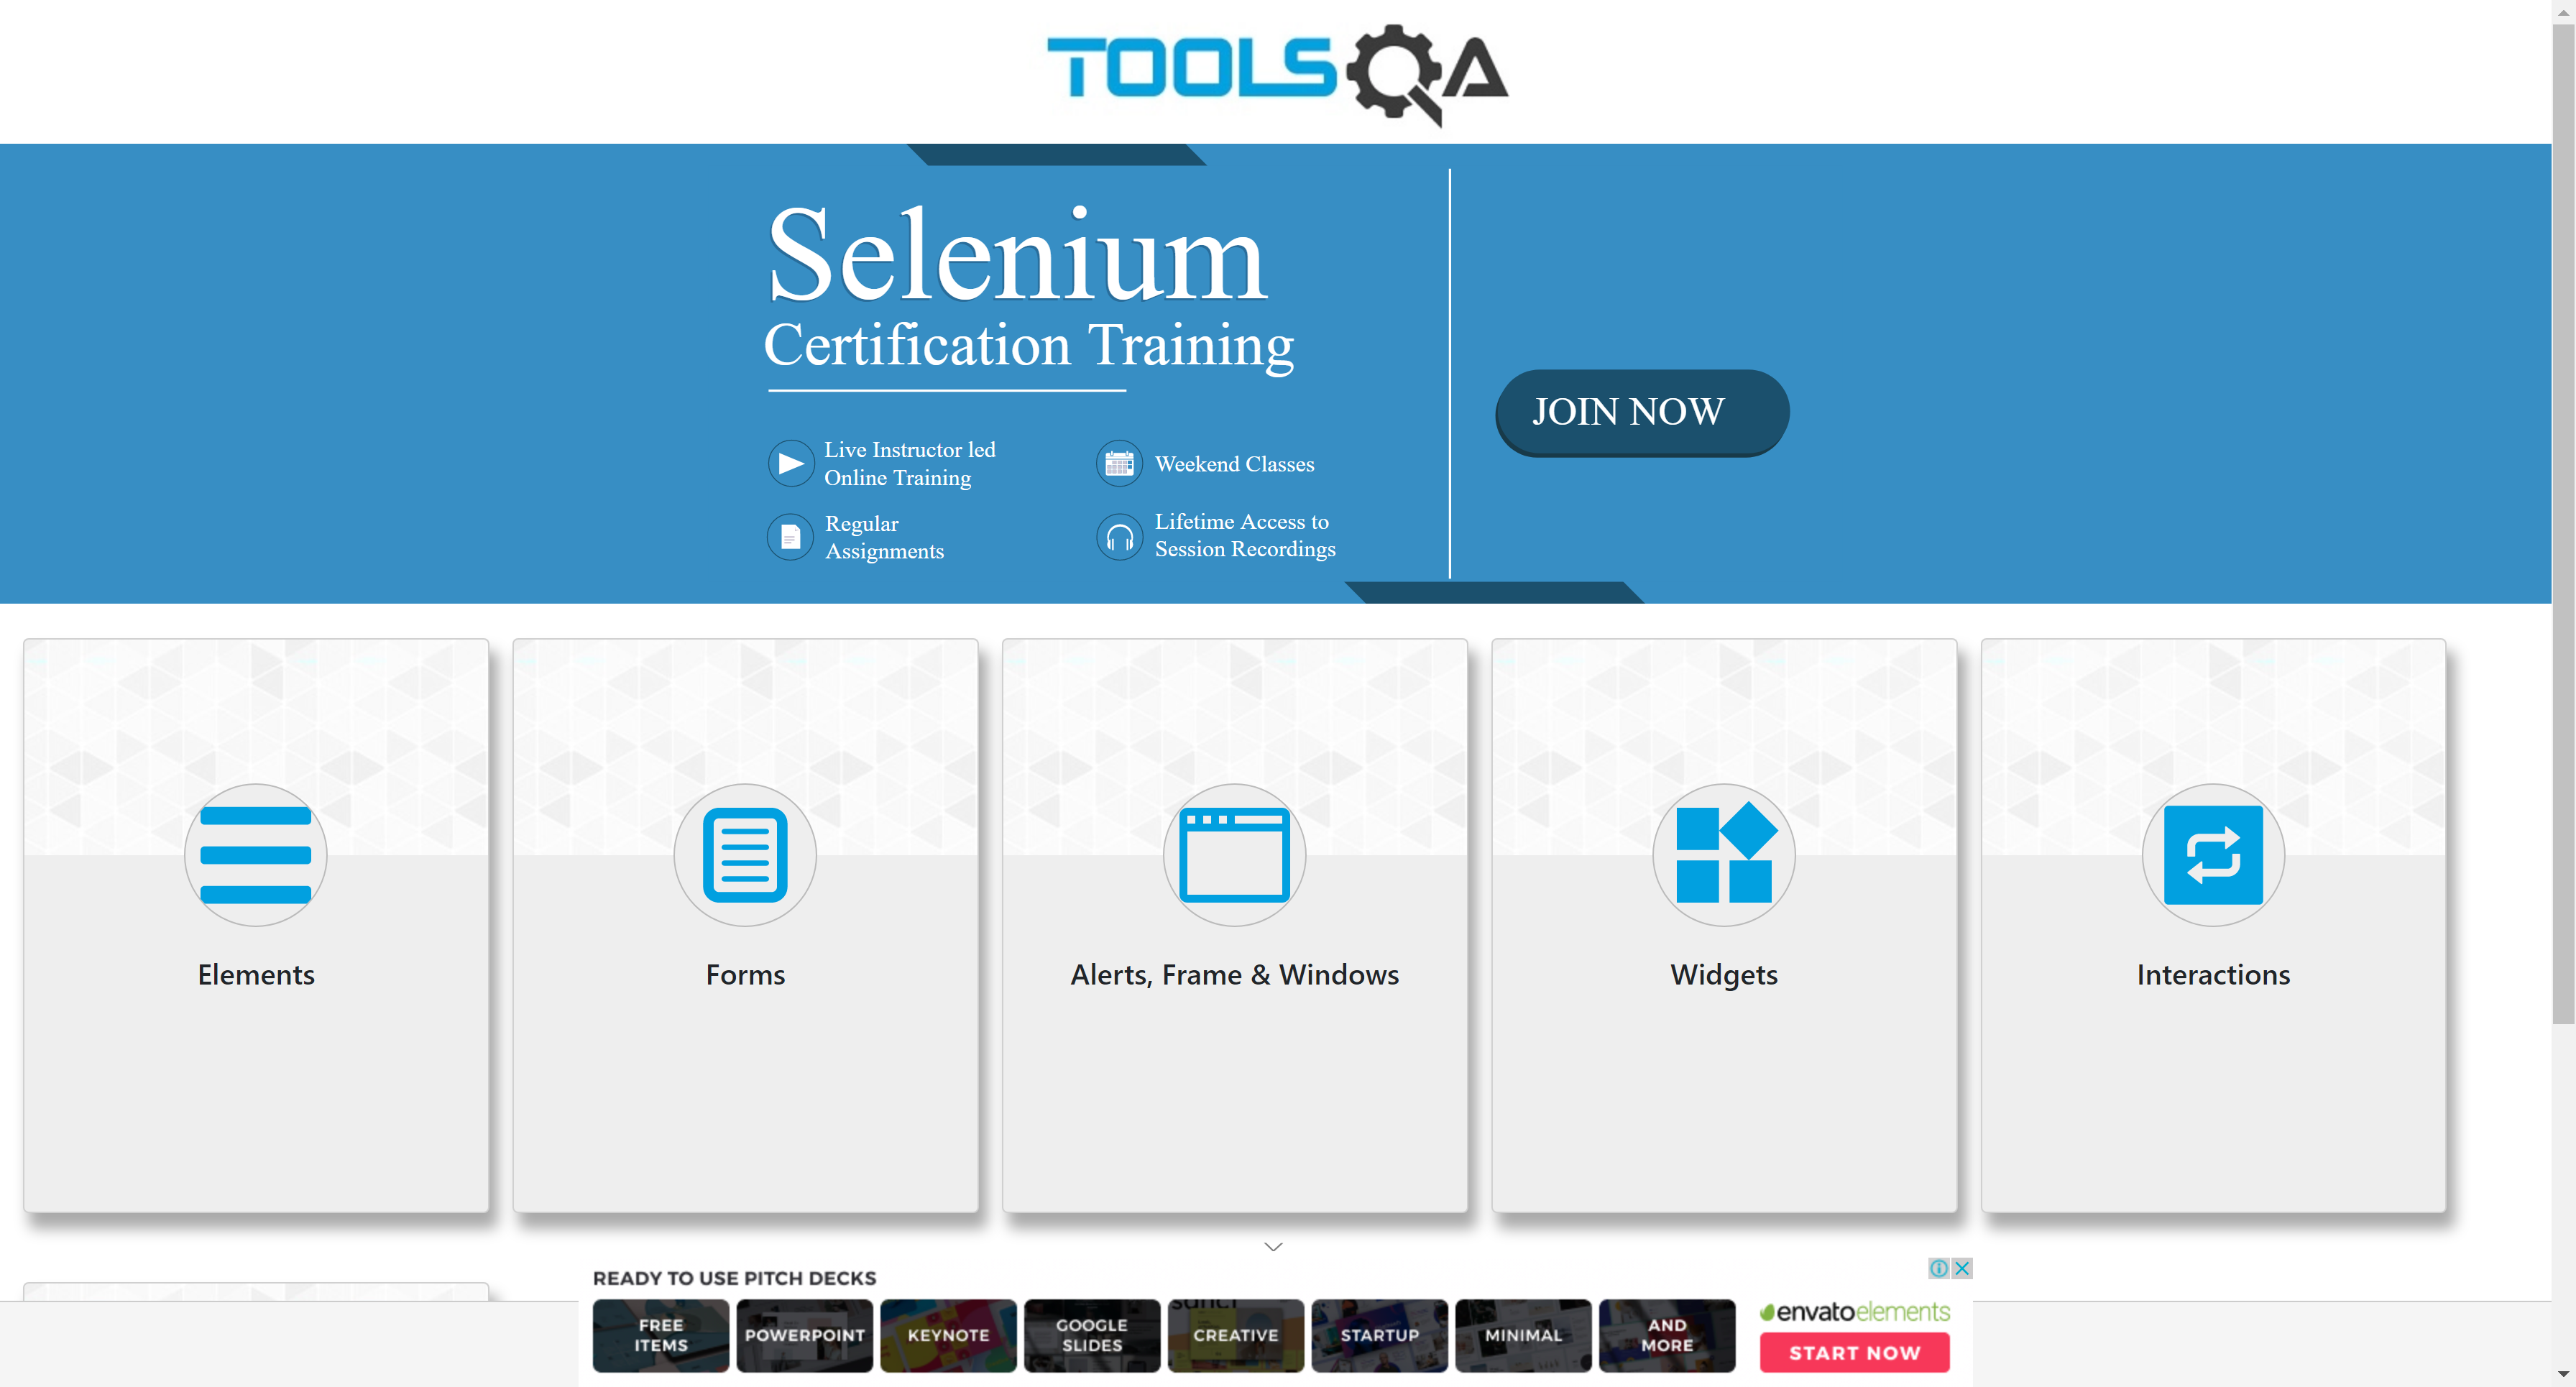 TOOLSQA
Selenium
Certification Training
JOIN NOW
Live Instructor led
Online Training
Weekend Classes
Regular
Assignments
Lifetime Access to
Session Recordings
Elements
Forms
Alerts, Frame & Windows
Widgets
Interactions
READY TO USE PITCH DECKS
FREE
ITEMS
POWERPOINT
KEYNOTE
GOOGLE
SLIDES
CREATIVE
STARTUP
MINIMAL
AND
MORE
envatoelements
START NOW